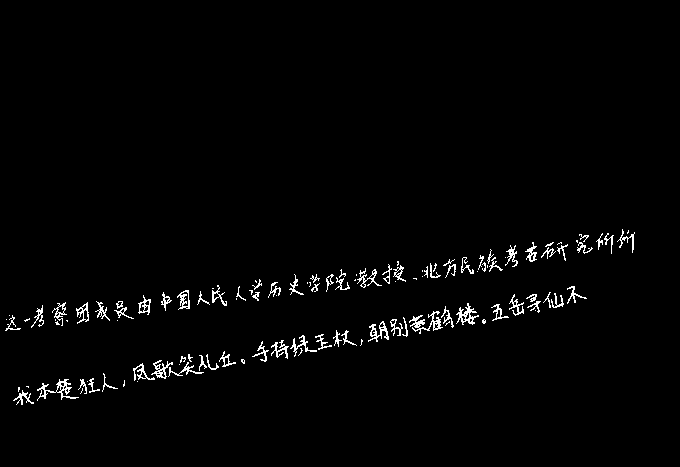 这一考察团成员由中国人民大学历史学院教授、北方民族考古研究所所
我本楚狂人，凤歌笑孔丘。手持绿玉杖，朝别黄鹤楼。五岳寻仙不